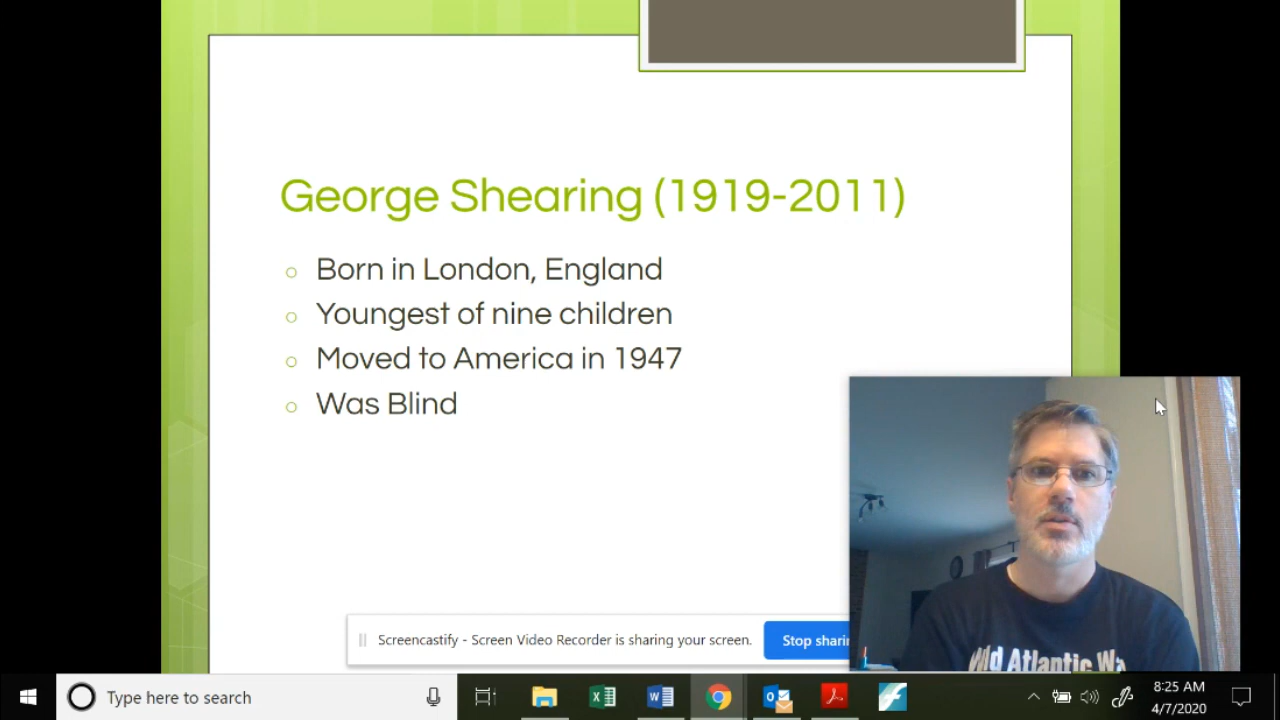 George Shearing (1919-2011)
Born in London, England
Youngest of nine children
Moved to America in 1947
Was Blind
Screencastify - Screen Video Recorder is sharing your screen.
Stop
Atlantic
Type here to search
8:25 AM
4/7/2020